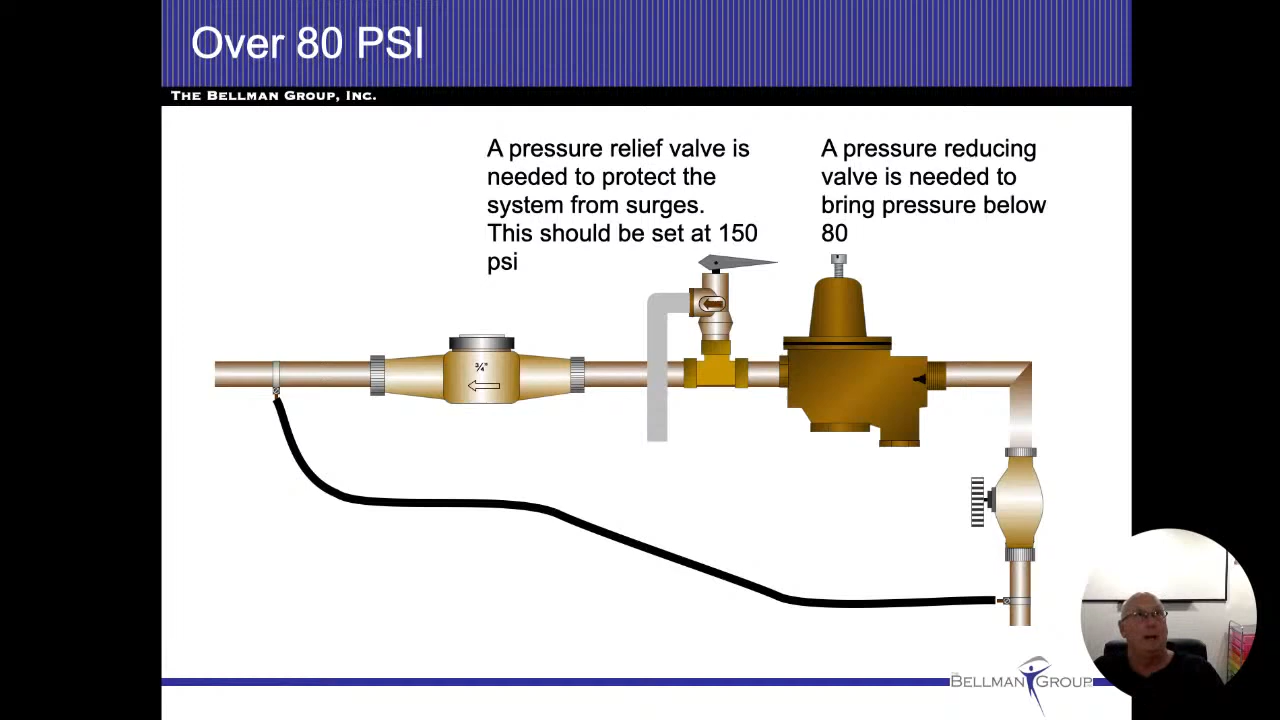 Over 80 PSI
THE BELLMAN GROUP, INC.
A pressure relief valve is
needed to protect the
system from surges.
This should be set at 150
psi
A pressure reducing
valve is needed to
bring pressure below
80
3/4"
THE
BELLMAN GROUP